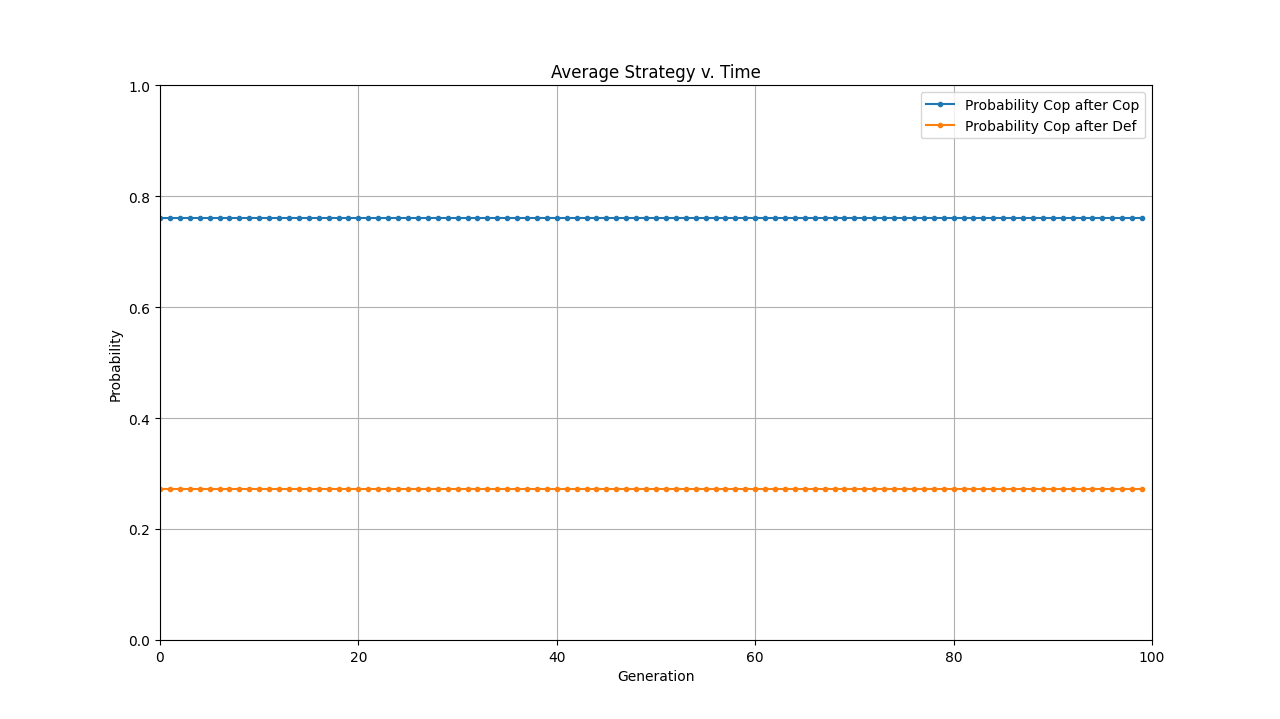 Average Strategy v. Time
Probability Cop after Cop
Probability Cop after Def
1.0
0.8
0.6
0.4
0.2
0.0
Probability
0 20 40 60 80 100
Generation